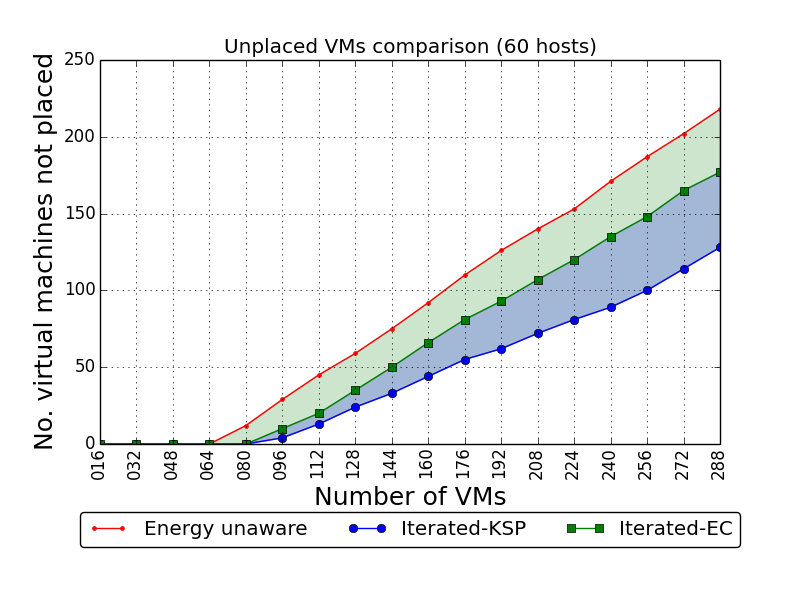 Unplaced VMs comparison (60 hosts)
No. virtual machines not placed
250
200
150
100
50
0
016 032 048 064 080 096 112 128 144 160 176 192 208 224 240 256 272 288
Number of VMs
Energy unaware Iterated-KSP Iterated-EC